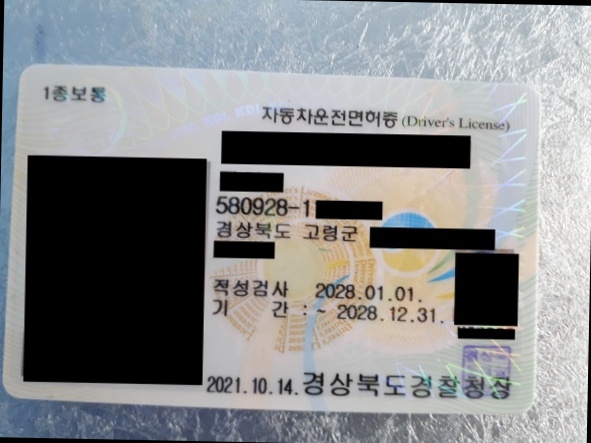 1종보통
자동차운전면허증 (Driver's License)
580928-1
경상북도 고령군
적성검사 2028.01.01.
기 간 : ~ 2028.12.31.
2021.10.14. 경상북도경찰청장